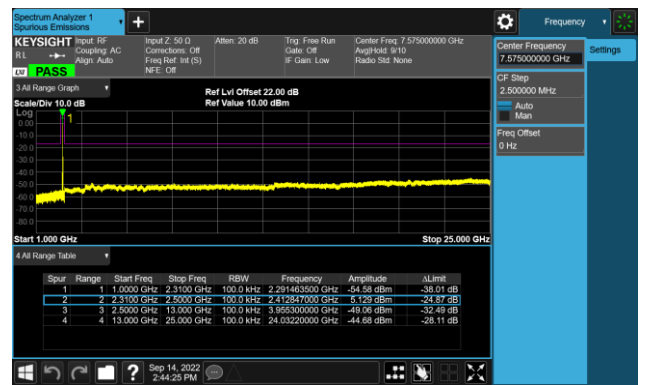 Spectrum Analyzer 1
Spurious Emissions
+
Frequency
KEYSIGHT
Input: RF
Coupling: AC
Align: Auto
Input Z: 50 Ω
Corrections: Off
Freq Ref: Int (S)
NFE: Off
Atten: 20 dB
Trig: Free Run
Gate: Off
IF Gain: Low
Center Freq: 7.575000000 GHz
Avg|Hold: 9/10
Radio Std: None
RL
LXI
PASS
Center Frequency
7.575000000 GHz
Settings
CF Step
2.500000 MHz
Auto
Man
Freq Offset
0 Hz
3 All Range Graph
Scale/Div 10.0 dB
Ref Lvl Offset 22.00 dB
Ref Value 10.00 dBm
Log
1
0.00
-10.0
-20.0
-30.0
-40.0
-50.0
-60.0
-70.0
-80.0
Start 1.000 GHz
Stop 25.000 GHz
4 All Range Table
Spur Range Start Freq Stop Freq RBW Frequency Amplitude ΔLimit
1 1 1.0000 GHz 2.3100 GHz 100.0 kHz 2.291463500 GHz -54.58 dBm -38.01 dB
2 2 2.3100 GHz 2.5000 GHz 100.0 kHz 2.412847000 GHz 5.129 dBm -24.87 dB
3 3 2.5000 GHz 13.000 GHz 100.0 kHz 3.955300000 GHz -49.06 dBm -32.49 dB
4 4 13.000 GHz 25.000 GHz 100.0 kHz 24.03220000 GHz -44.68 dBm -28.11 dB
?
Sep 14, 2022
2:44:25 PM